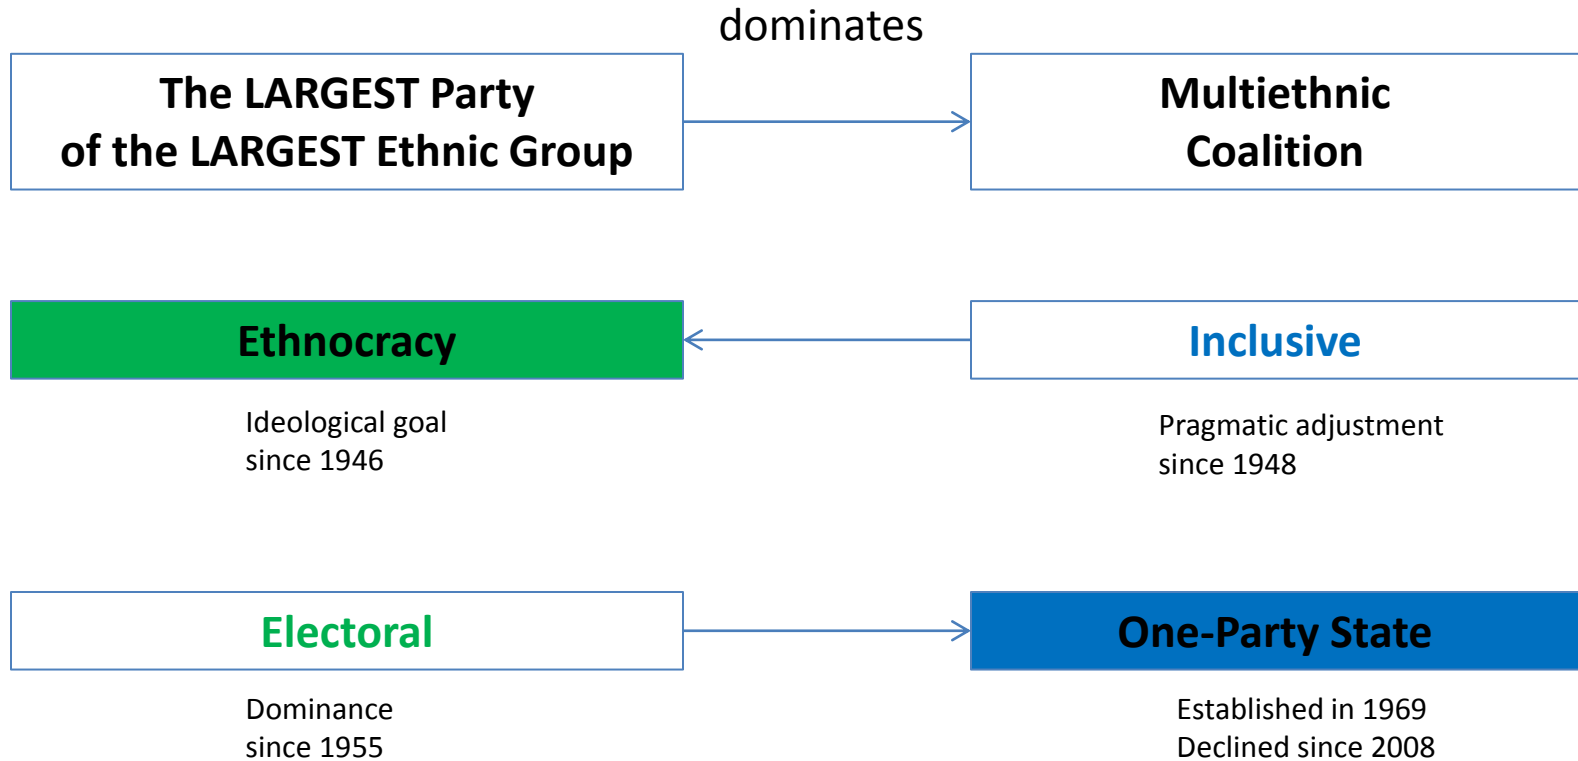 dominates
The LARGEST Party
of the LARGEST Ethnic Group
Multiethnic
Coalition
Ethnocracy
Inclusive
Ideological goal
since 1946
Pragmatic adjustment
since 1948
Electoral
One-Party State
Dominance
since 1955
Established in 1969
Declined since 2008